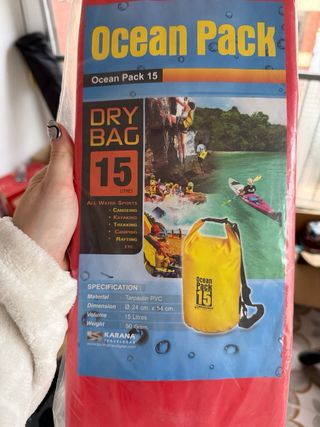 Ocean Pack
Ocean Pack 15
DRY
BAG
15
LITRES
All Water Sports
- Canoeing
- Kayaking
- Trekking
- Camping
- Rafting
Etc.
Ocean
Pack
15
SPECIFICATION
Material Tarpaulin PVC
Dimension Ø 24 cm x 54 cm
Volume 15 Litres
KARANA
TRAVELGEAR